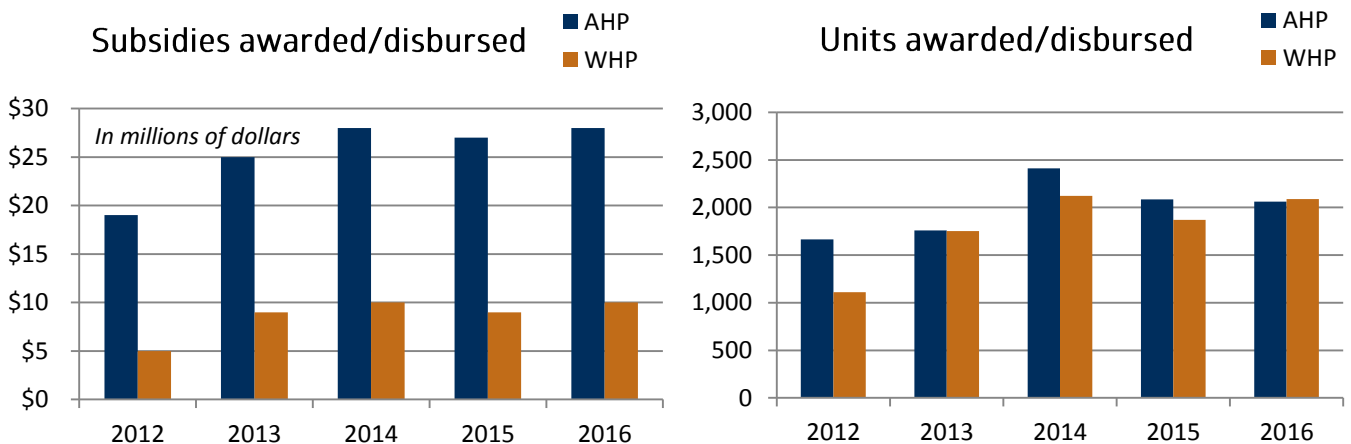 Subsidies awarded/disbursed
AHP
WHP
In millions of dollars
$30
$25
$20
$15
$10
$5
$0
2012 2013 2014 2015 2016
Units awarded/disbursed
AHP
WHP
3,000
2,500
2,000
1,500
1,000
500
0
2012 2013 2014 2015 2016